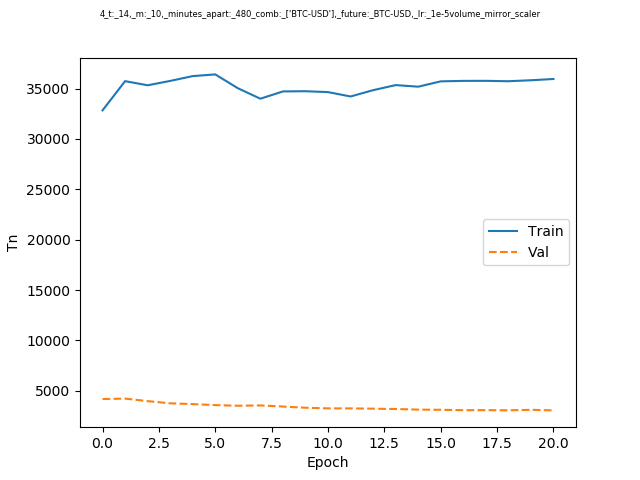 4_t:_14,_m:_10,_minutes_apart:_480_comb:_['BTC-USD'],_future:_BTC-USD,_lr:_1e-5volume_mirror_scaler
35000
30000
25000
20000
15000
10000
5000
Tn
Train
Val
0.0 2.5 5.0 7.5 10.0 12.5 15.0 17.5 20.0
Epoch